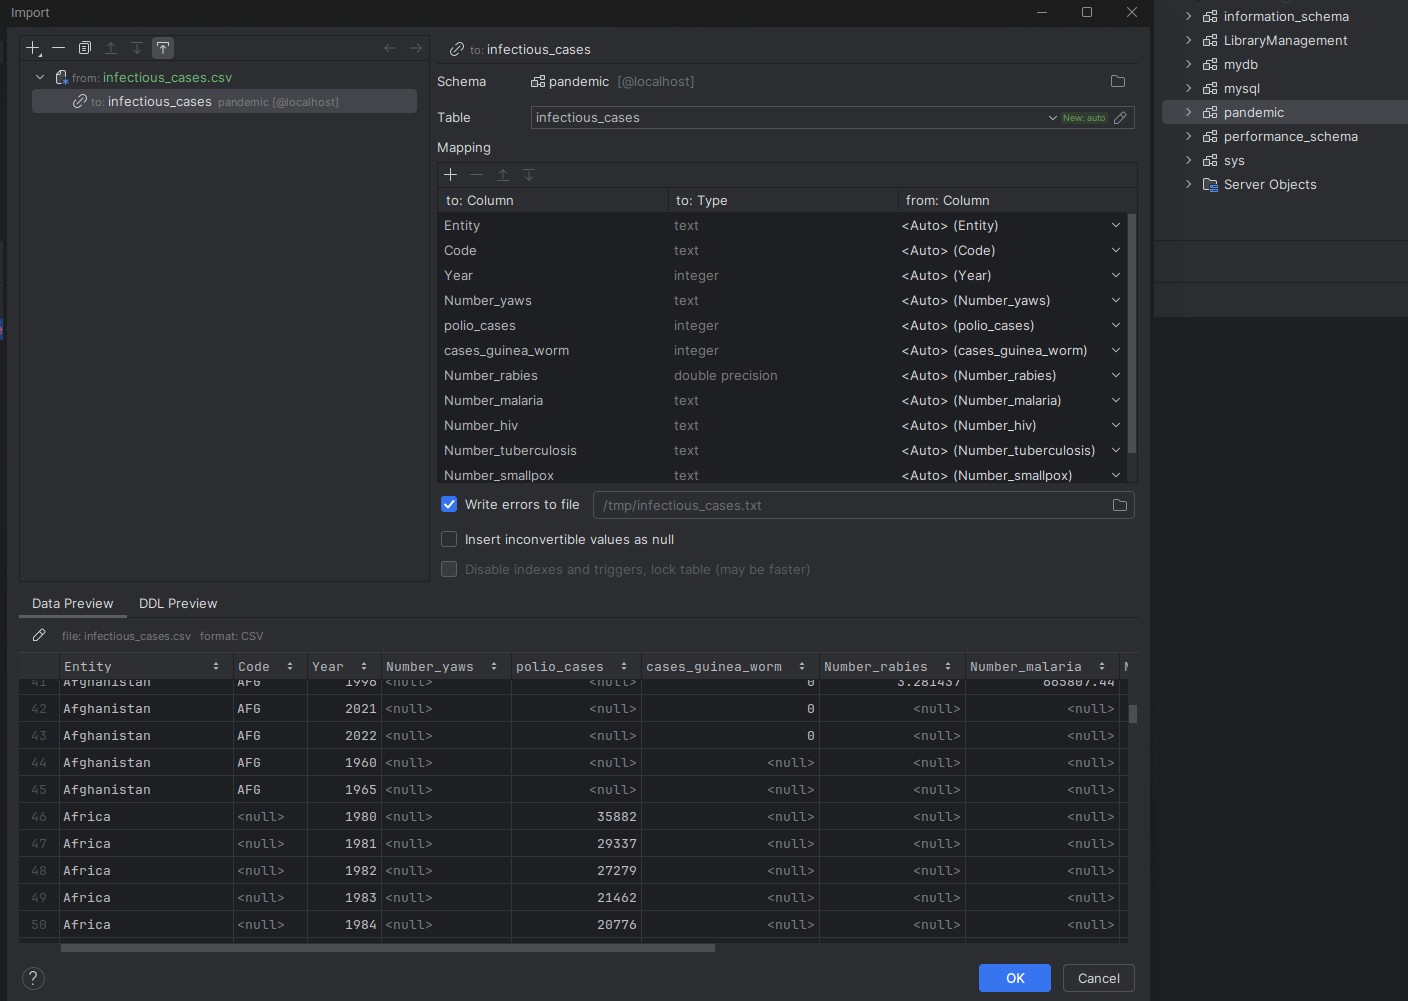 Import
from: infectious_cases.csv
to: infectious_cases pandemic [@localhost]
to: infectious_cases
Schema pandemic [@localhost]
Table infectious_cases New: auto
Mapping
to: Column to: Type from: Column
Entity text <Auto> (Entity)
Code text <Auto> (Code)
Year integer <Auto> (Year)
Number_yaws text <Auto> (Number_yaws)
polio_cases integer <Auto> (polio_cases)
cases_guinea_worm integer <Auto> (cases_guinea_worm)
Number_rabies double precision <Auto> (Number_rabies)
Number_malaria text <Auto> (Number_malaria)
Number_hiv text <Auto> (Number_hiv)
Number_tuberculosis text <Auto> (Number_tuberculosis)
Number_smallpox text <Auto> (Number_smallpox)
Write errors to file /tmp/infectious_cases.txt
Insert inconvertible values as null
Disable indexes and triggers, lock table (may be faster)
Data Preview DDL Preview
file: infectious_cases.csv format: CSV
Entity Code Year Number_yaws polio_cases cases_guinea_worm Number_rabies Number_malaria
41 Afghanistan AFG 1996 <null> <null> 0 3.281437 665807.44
42 Afghanistan AFG 2021 <null> <null> 0 <null> <null>
43 Afghanistan AFG 2022 <null> <null> 0 <null> <null>
44 Afghanistan AFG 1960 <null> <null> <null> <null> <null>
45 Afghanistan AFG 1965 <null> <null> <null> <null> <null>
46 Africa <null> 1980 <null> 35882 <null> <null> <null>
47 Africa <null> 1981 <null> 29337 <null> <null> <null>
48 Africa <null> 1982 <null> 27279 <null> <null> <null>
49 Africa <null> 1983 <null> 21462 <null> <null> <null>
50 Africa <null> 1984 <null> 20776 <null> <null> <null>
? OK Cancel
information_schema
LibraryManagement
mydb
mysql
pandemic
performance_schema
sys
Server Objects